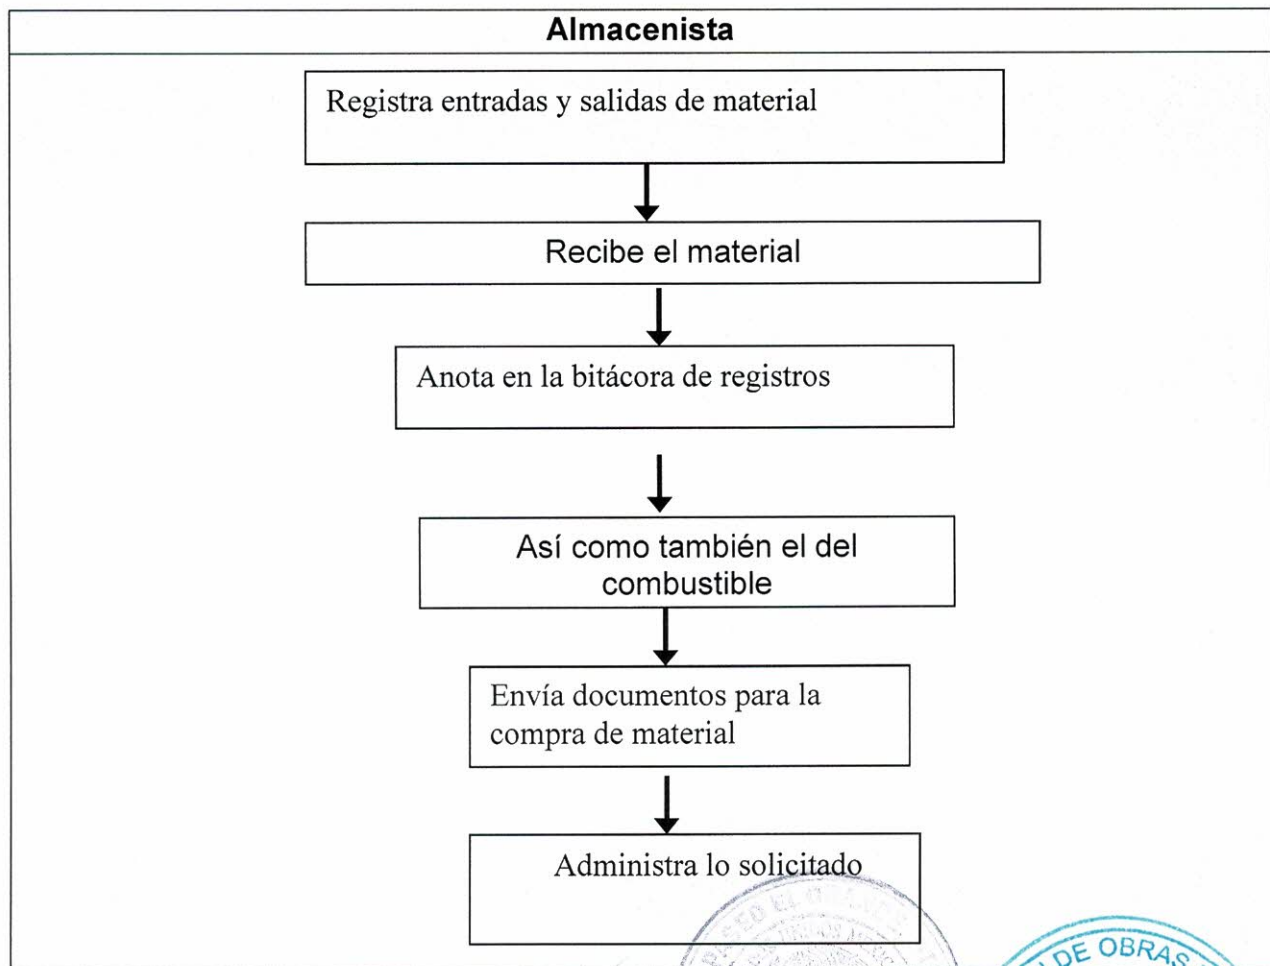 Almacenista
Registra entradas y salidas de material
Recibe el material
Anota en la bitácora de registros
Así como también el del
combustible
Envía documentos para la
compra de material
Administra lo solicitado
DE OBRAS